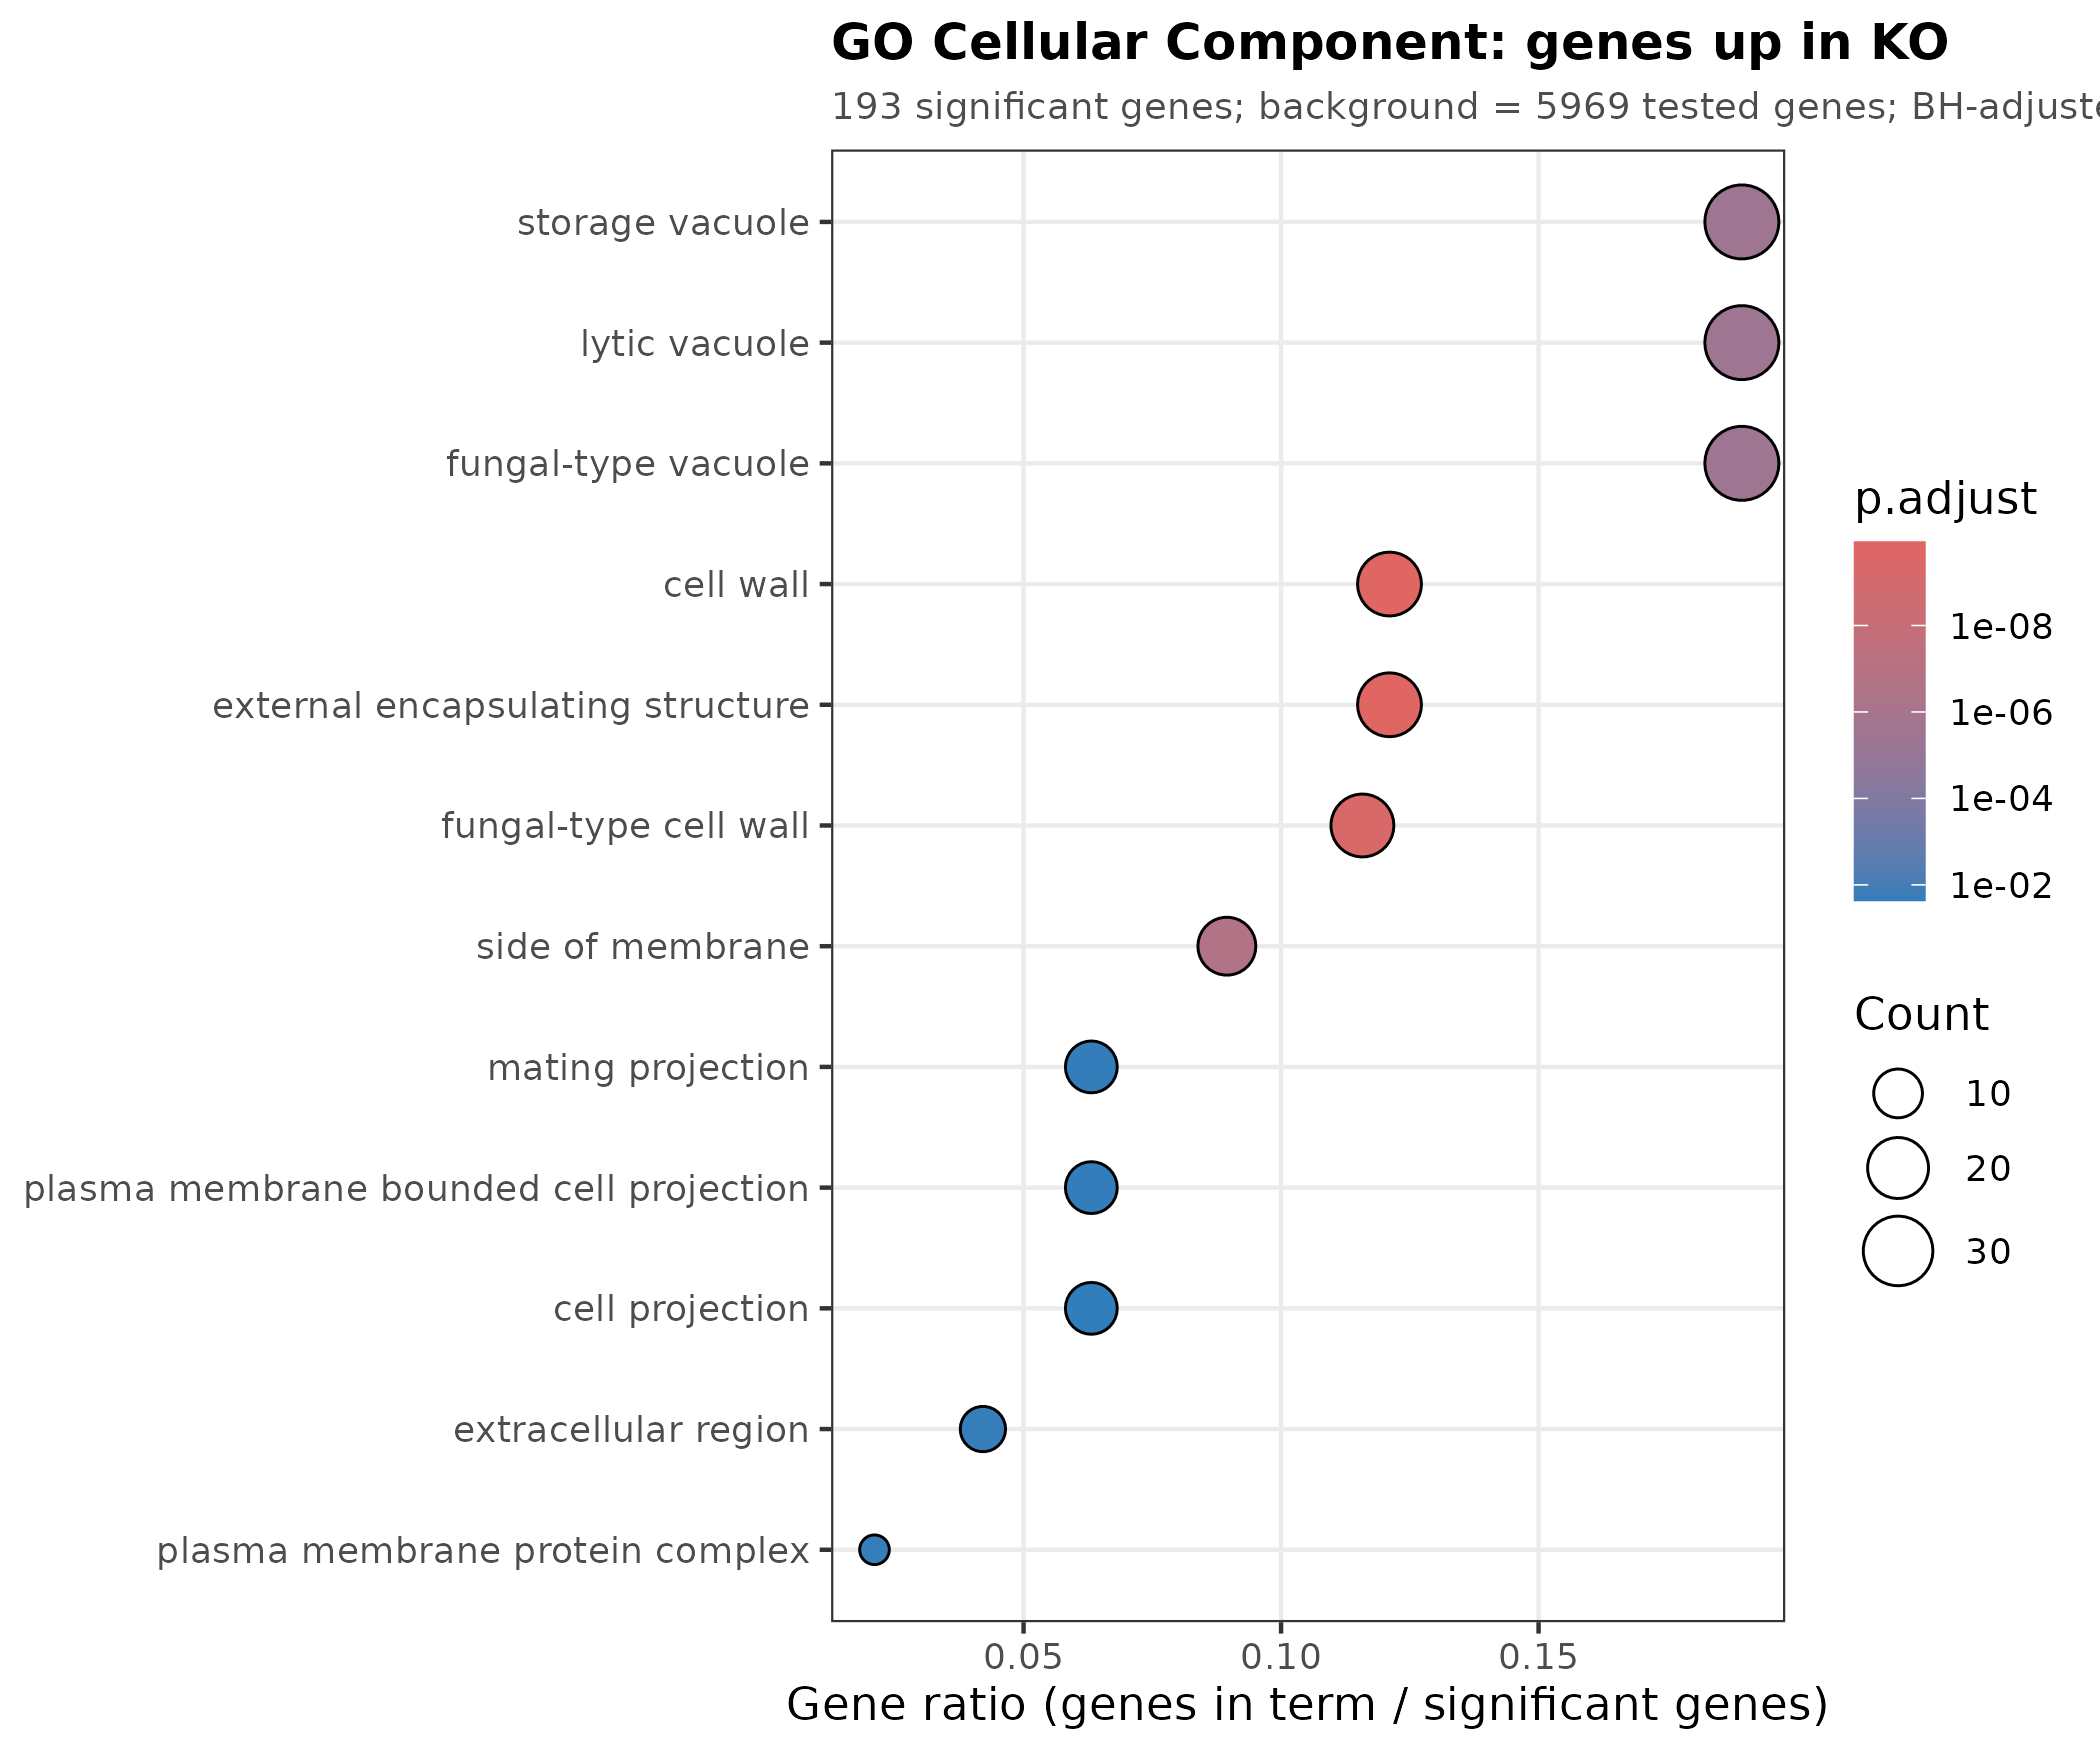 GO Cellular Component: genes up in KO
193 significant genes; background = 5969 tested genes; BH-adjuste
storage vacuole
lytic vacuole
fungal-type vacuole
cell wall
external encapsulating structure
fungal-type cell wall
side of membrane
mating projection
plasma membrane bounded cell projection
cell projection
extracellular region
plasma membrane protein complex
0.05 0.10 0.15
Gene ratio (genes in term / significant genes)
p.adjust
1e-08
1e-06
1e-04
1e-02
Count
10
20
30